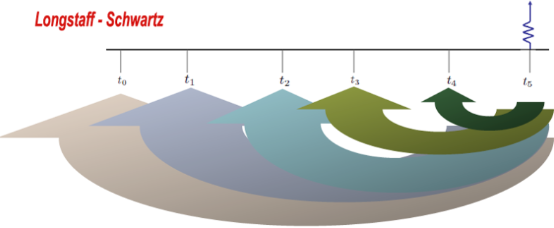 Longstaff - Schwartz
t₀ t₁ t₂ t₃ t₄ t₅